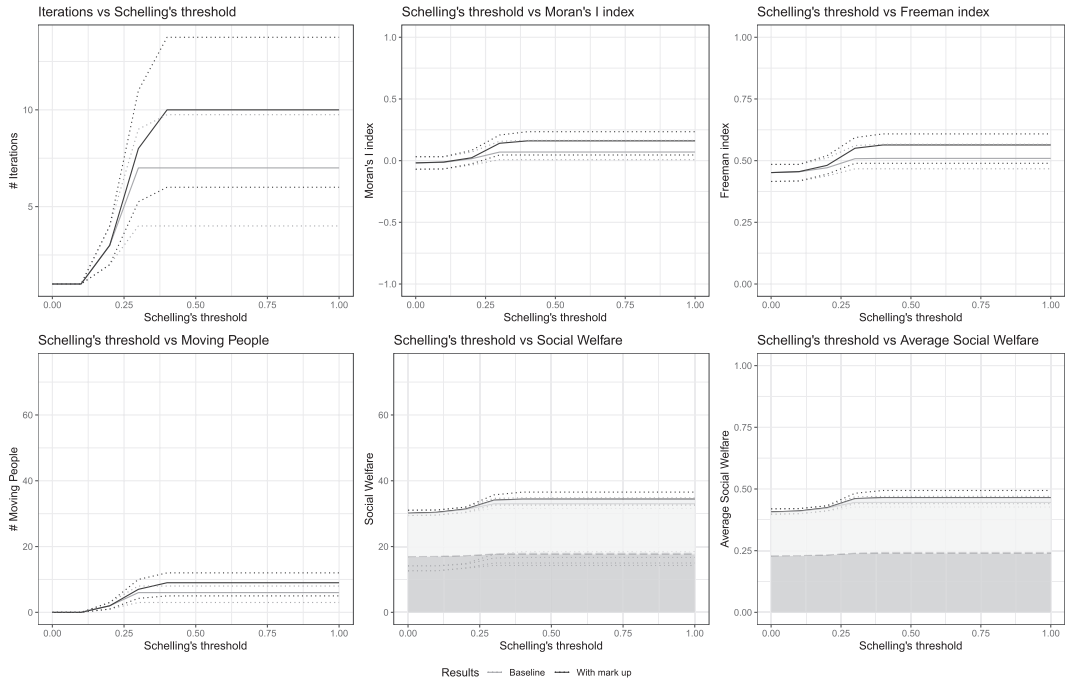 Iterations vs Schelling's threshold
Schelling's threshold vs Moran's I index
Schelling's threshold vs Freeman index
# Iterations
10
5
0.00 0.25 0.50 0.75 1.00
Schelling's threshold
Moran's I index
1.0
0.5
0.0
−0.5
−1.0
0.00 0.25 0.50 0.75 1.00
Schelling's threshold
Freeman index
1.00
0.75
0.50
0.25
0.00
0.00 0.25 0.50 0.75 1.00
Schelling's threshold
Schelling's threshold vs Moving People
Schelling's threshold vs Social Welfare
Schelling's threshold vs Average Social Welfare
# Moving People
60
40
20
0
0.00 0.25 0.50 0.75 1.00
Schelling's threshold
Social Welfare
60
40
20
0
0.00 0.25 0.50 0.75 1.00
Schelling's threshold
Average Social Welfare
1.00
0.75
0.50
0.25
0.00
0.00 0.25 0.50 0.75 1.00
Schelling's threshold
Results Baseline With mark up